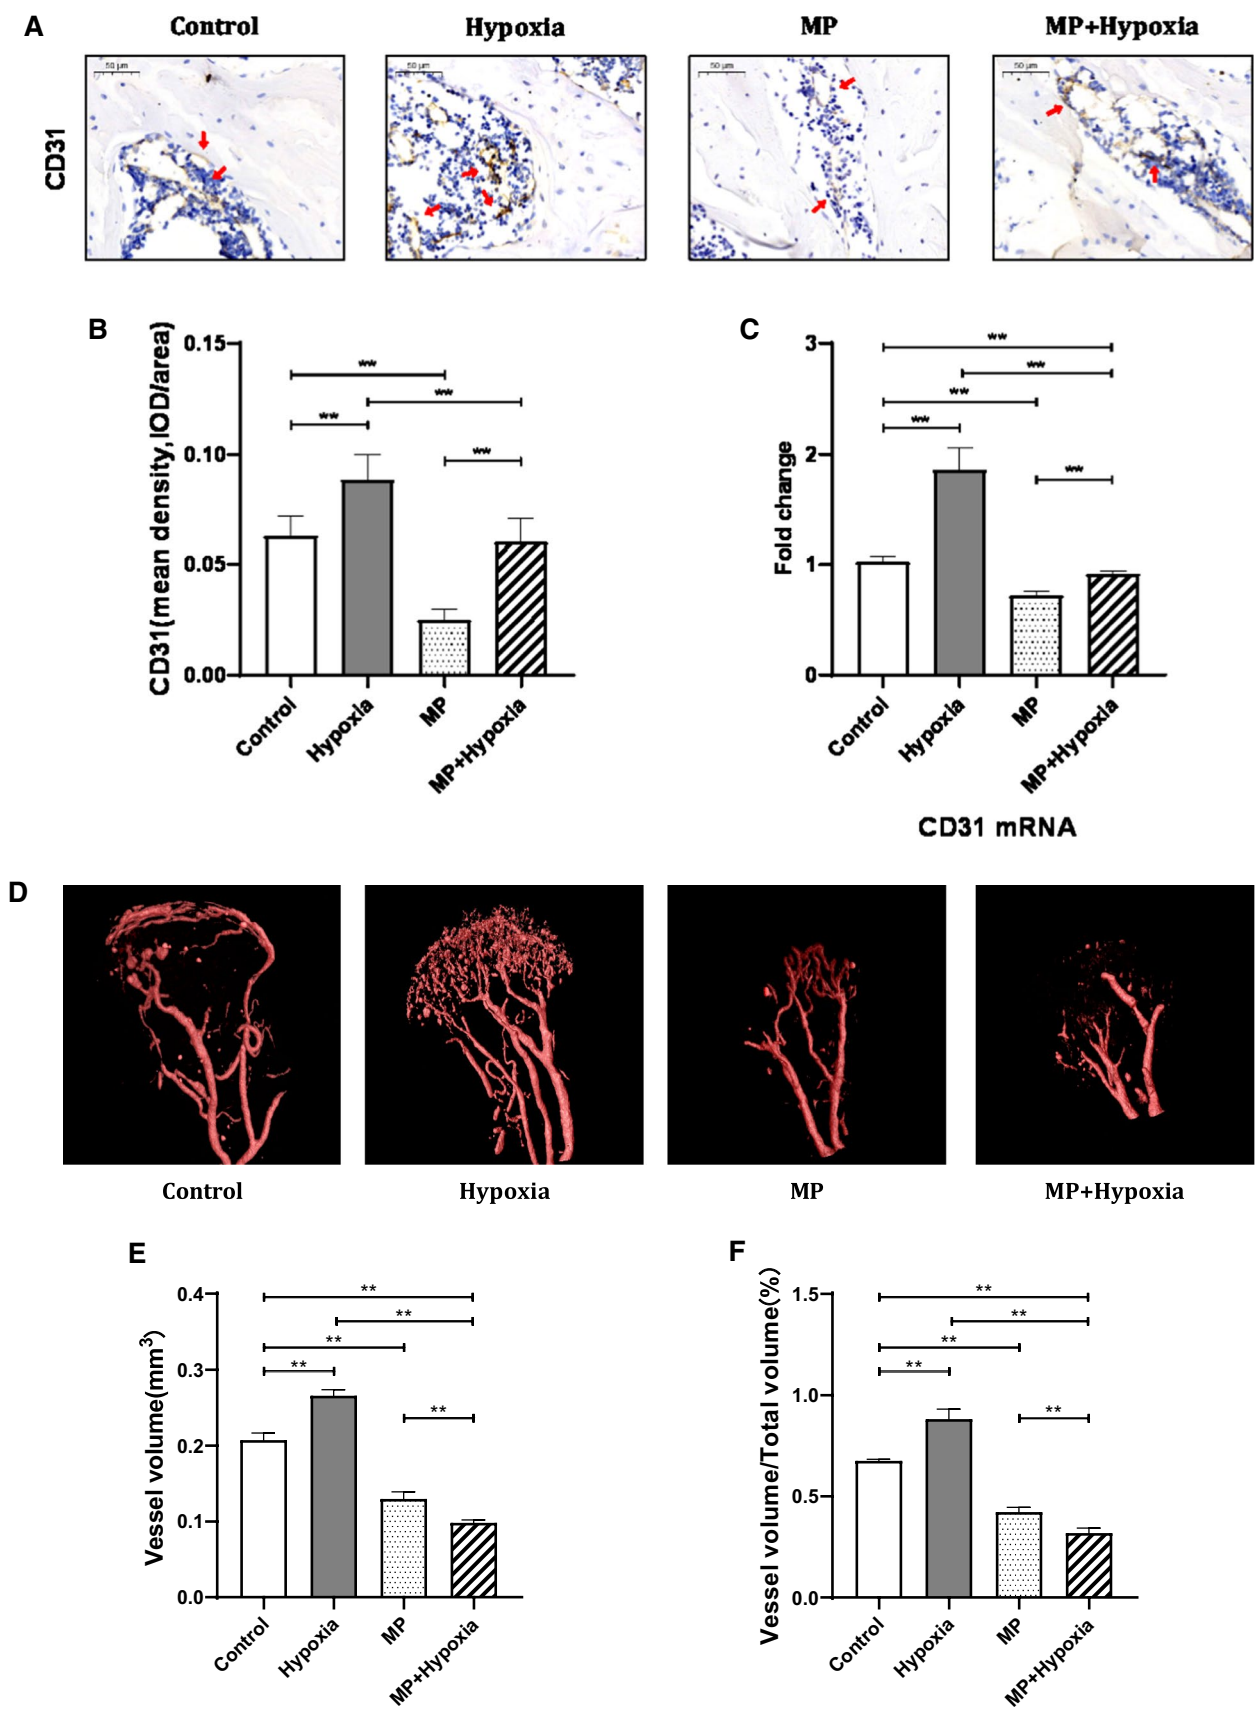 A
Control
Hypoxia
MP
MP+Hypoxia
CD31
50 μm
50 μm
50 μm
50 μm
B
CD31(mean density,IOD/area)
0.15
0.10
0.05
0.00
**
**
**
**
Control
Hypoxia
MP
MP+Hypoxia
C
Fold change
3
2
1
0
**
**
**
**
**
Control
Hypoxia
MP
MP+Hypoxia
CD31 mRNA
D
Control
Hypoxia
MP
MP+Hypoxia
E
Vessel volume(mm³)
0.4
0.3
0.2
0.1
0.0
**
**
**
**
**
Control
Hypoxia
MP
MP+Hypoxia
F
Vessel volume/Total volume(%)
1.5
1.0
0.5
0.0
**
**
**
**
**
Control
Hypoxia
MP
MP+Hypoxia